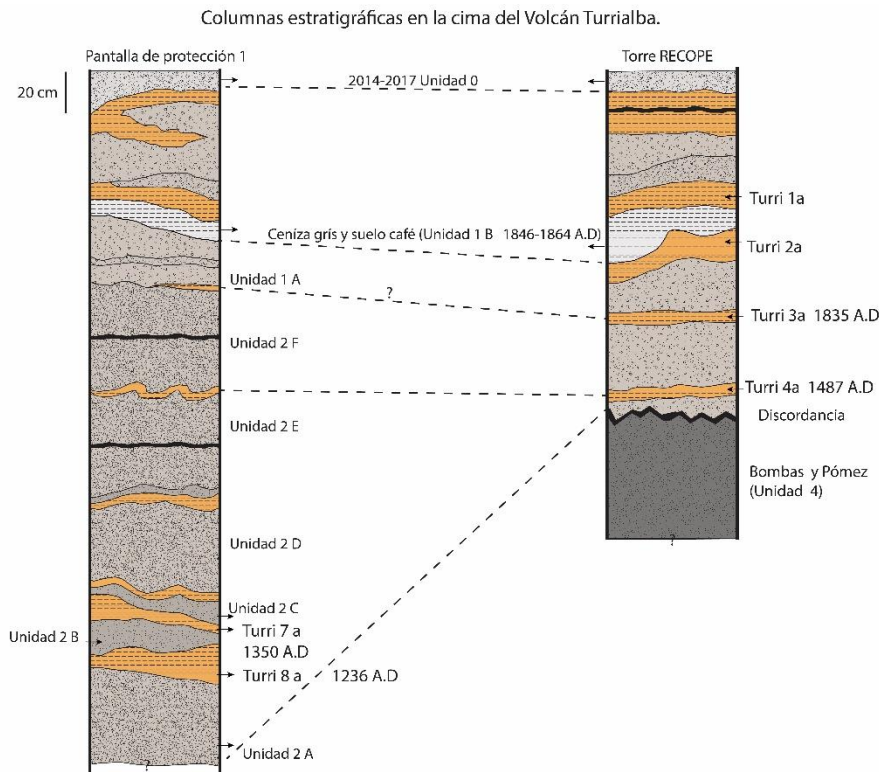 Columnas estratigráficas en la cima del Volcán Turrialba.
Pantalla de protección 1
Torre RECOPE
20 cm
2014-2017 Unidad 0
Turri 1a
Ceníza gris y suelo café (Unidad 1 B 1846-1864 A.D)
Turri 2a
Unidad 1 A
?
Turri 3a 1835 A.D
Unidad 2 F
Turri 4a 1487 A.D
Discordancia
Unidad 2 E
Bombas y Pómez
(Unidad 4)
Unidad 2 D
?
Unidad 2 C
Unidad 2 B
Turri 7 a
1350 A.D
Turri 8 a 1236 A.D
Unidad 2 A
?